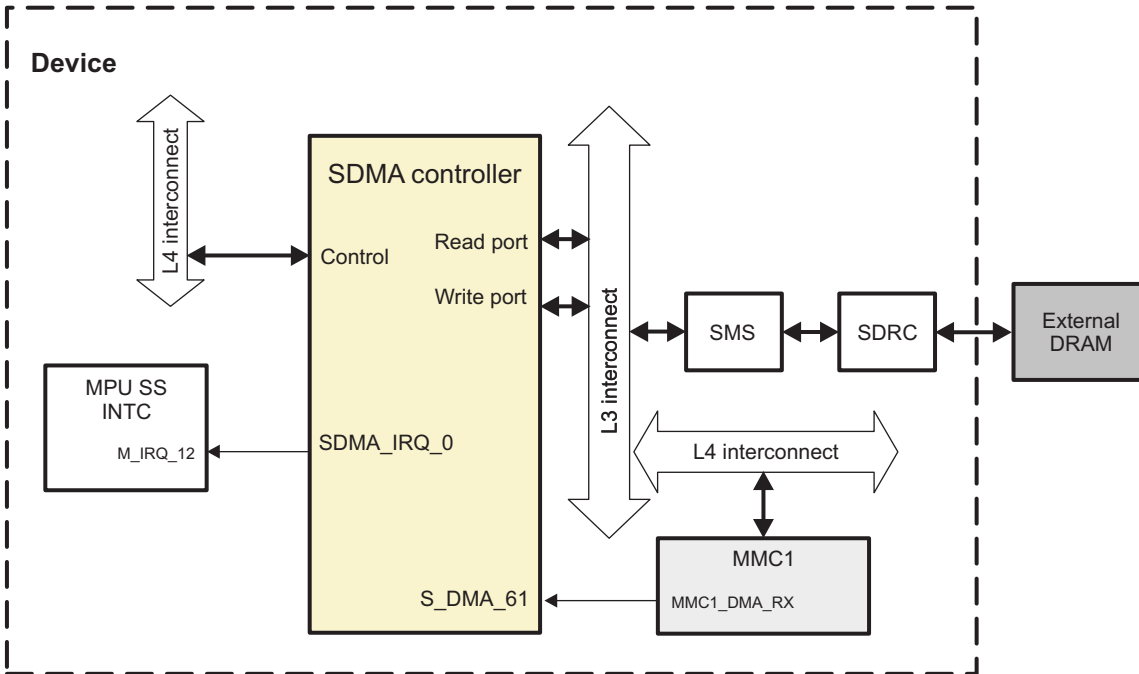 Device
L4 interconnect
SDMA controller
Control
Read port
Write port
L3 interconnect
SMS
SDRC
External
DRAM
MPU SS
INTC
M_IRQ_12
SDMA_IRQ_0
L4 interconnect
MMC1
S_DMA_61
MMC1_DMA_RX